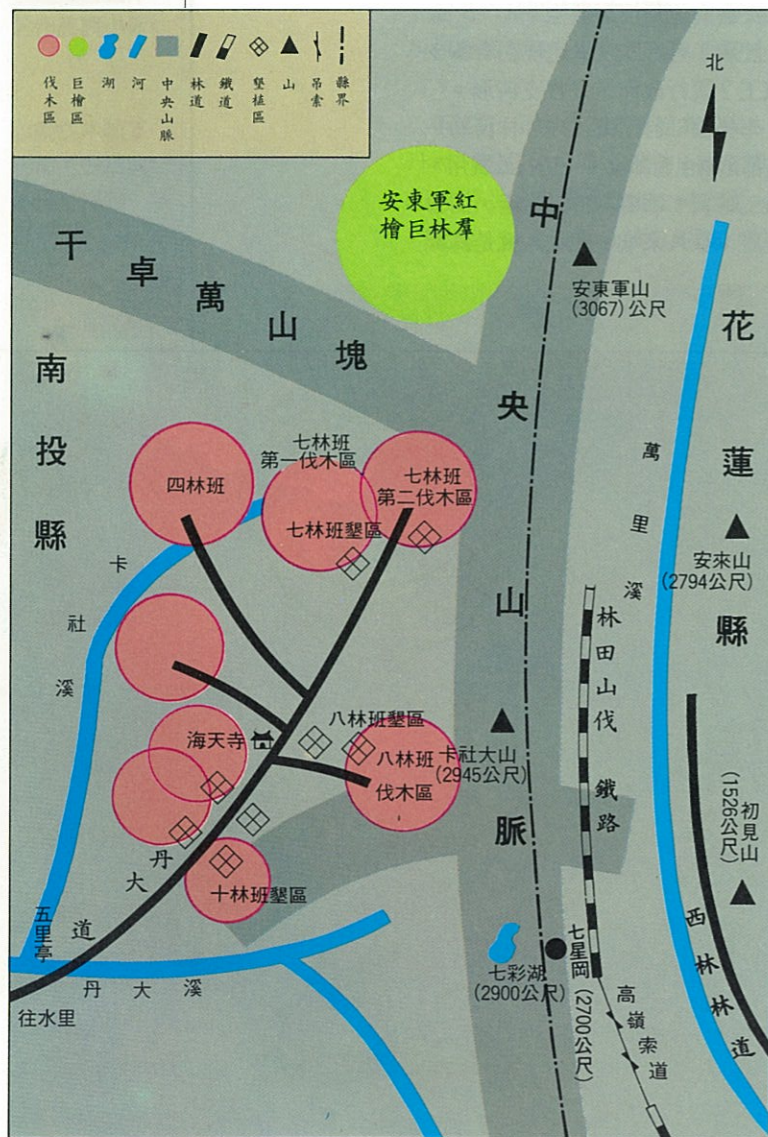 伐木區
巨檜區
湖
河
中央山脈
林道
鐵道
墾植區
山
吊索
縣界
北
安東軍紅
檜巨林羣
中央山脈
安東軍山
(3067)公尺
干卓萬山塊
花蓮縣
南投縣
萬里溪
七林班
第一伐木區
七林班
第二伐木區
四林班
七林班墾區
安來山
(2794公尺)
卡社溪
林田山伐鐵路
八林班墾區
海天寺
卡社大山
(2945公尺)
八林班
伐木區
初見山
(1526公尺)
十林班墾區
丹大道
五里亭
丹大溪
往水里
七彩湖
(2900公尺)
七星岡
(2700公尺)
高嶺索道
西林林道